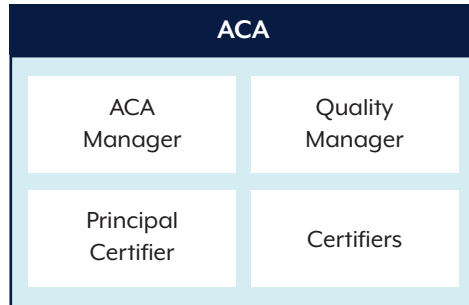 ACA
ACA
Manager
Quality
Manager
Principal
Certifier
Certifiers